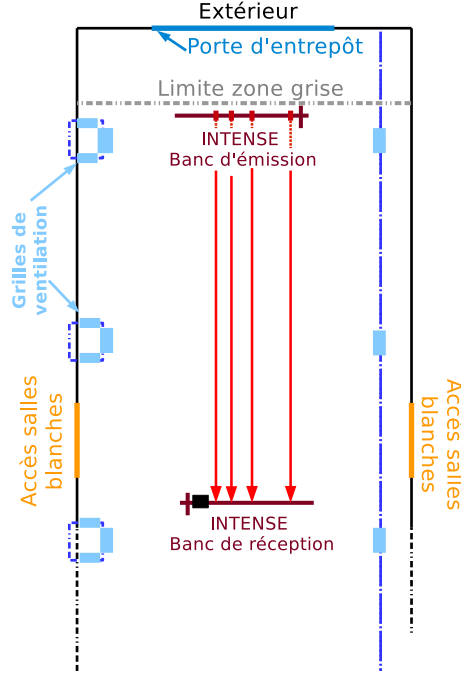 Extérieur
Porte d'entrepôt
Limite zone grise
INTENSE
Banc d'émission
Grilles de
ventilation
Accès salles
blanches
Accès salles
blanches
INTENSE
Banc de réception